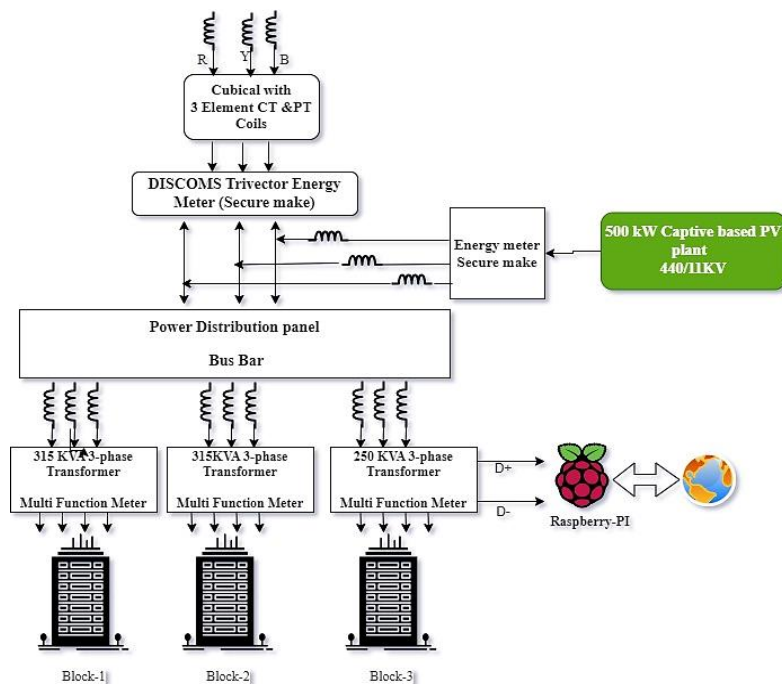 R Y B
Cubical with
3 Element CT &PT
Coils
DISCOMS Trivector Energy
Meter (Secure make)
Energy meter
Secure make
500 kW Captive based PV
plant
440/11KV
Power Distribution panel
Bus Bar
315 KVA 3-phase
Transformer
Multi Function Meter
315KVA 3-phase
Transformer
Multi Function Meter
250 KVA 3-phase
Transformer
Multi Function Meter
D+
D-
Raspberry-PI
Block-1
Block-2
Block-3